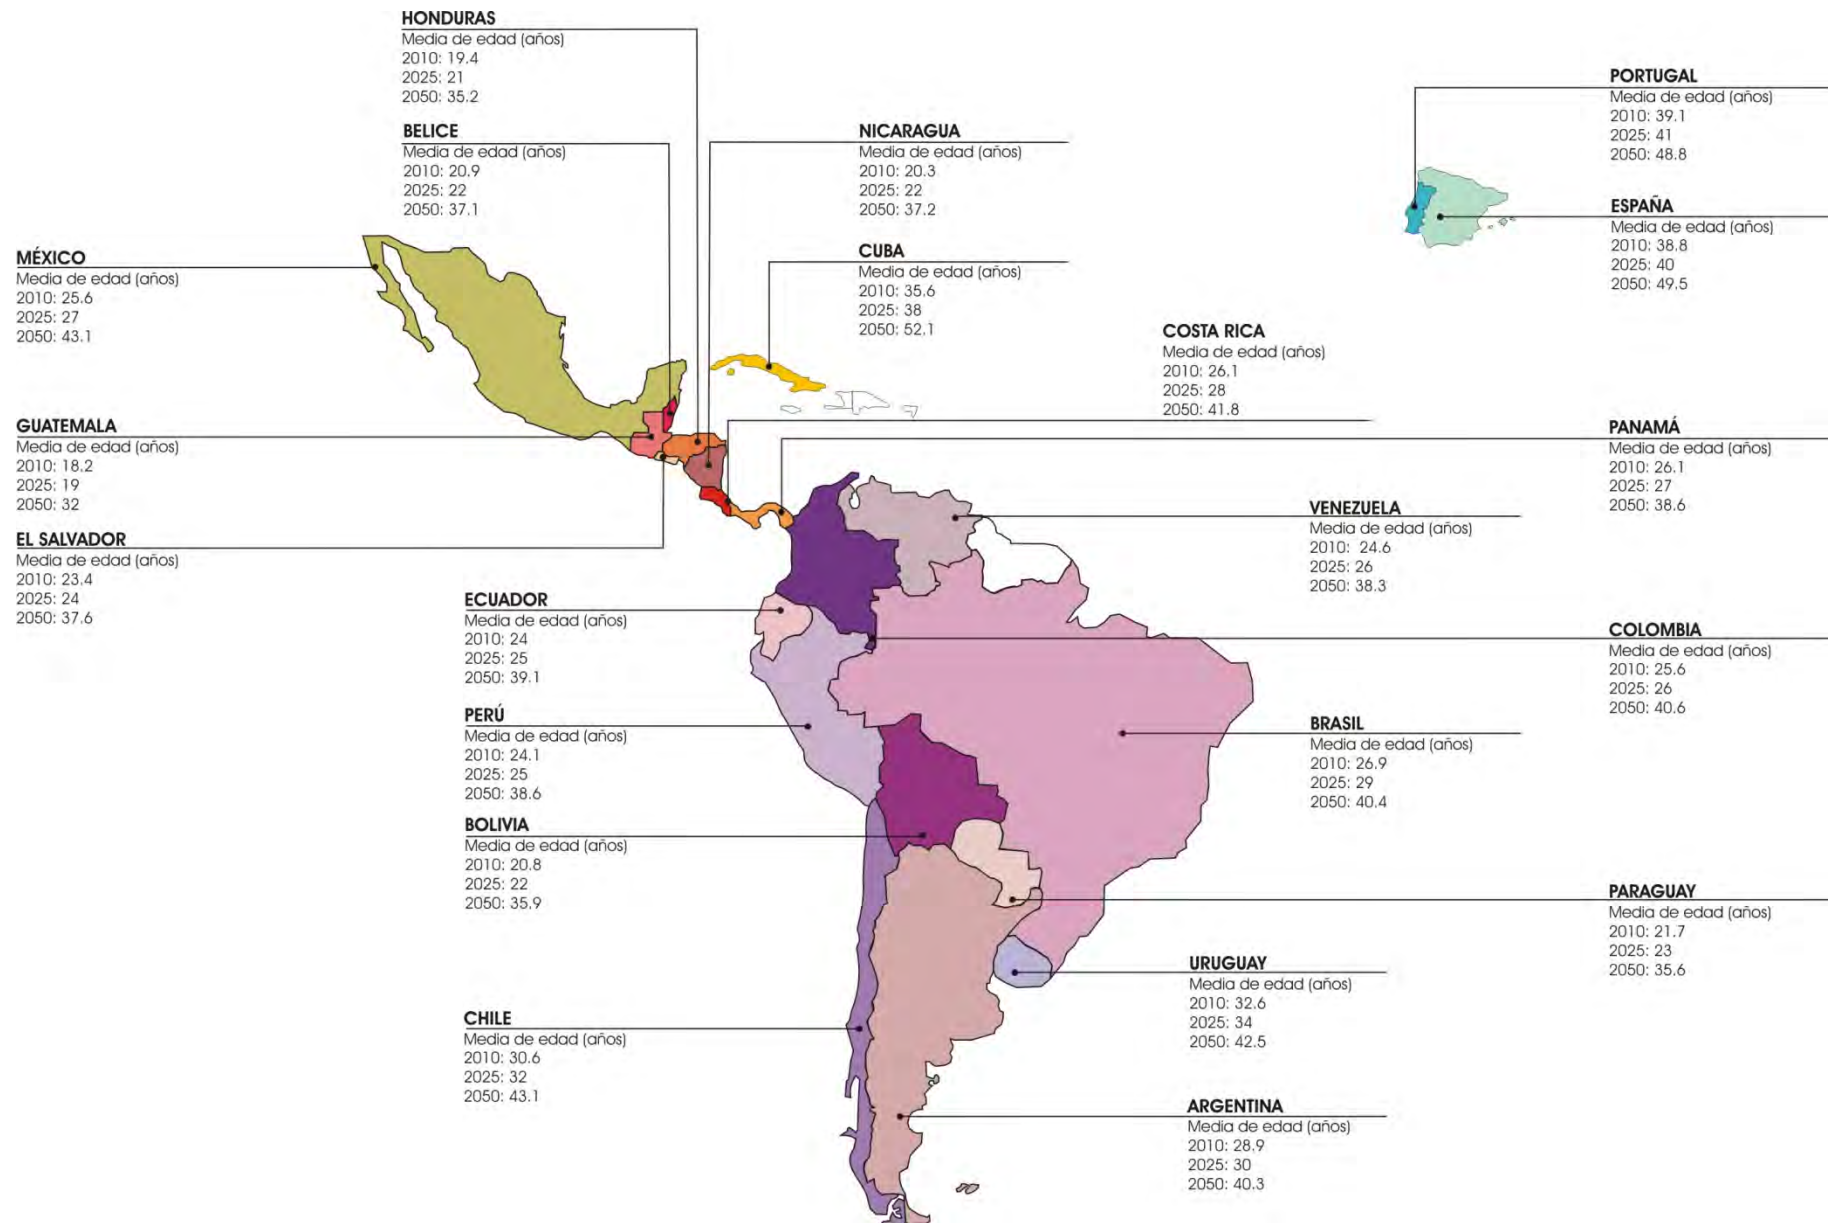 HONDURAS
Media de edad (años)
2010: 19.4
2025: 21
2050: 35.2
BELICE
Media de edad (años)
2010: 20.9
2025: 22
2050: 37.1
NICARAGUA
Media de edad (años)
2010: 20.3
2025: 22
2050: 37.2
PORTUGAL
Media de edad (años)
2010: 39.1
2025: 41
2050: 48.8
ESPAÑA
Media de edad (años)
2010: 38.8
2025: 40
2050: 49.5
MÉXICO
Media de edad (años)
2010: 25.6
2025: 27
2050: 43.1
CUBA
Media de edad (años)
2010: 35.6
2025: 38
2050: 52.1
COSTA RICA
Media de edad (años)
2010: 26.1
2025: 28
2050: 41.8
GUATEMALA
Media de edad (años)
2010: 18.2
2025: 19
2050: 32
PANAMÁ
Media de edad (años)
2010: 26.1
2025: 27
2050: 38.6
VENEZUELA
Media de edad (años)
2010: 24.6
2025: 26
2050: 38.3
EL SALVADOR
Media de edad (años)
2010: 23.4
2025: 24
2050: 37.6
ECUADOR
Media de edad (años)
2010: 24
2025: 25
2050: 39.1
COLOMBIA
Media de edad (años)
2010: 25.6
2025: 26
2050: 40.6
PERÚ
Media de edad (años)
2010: 24.1
2025: 25
2050: 38.6
BRASIL
Media de edad (años)
2010: 26.9
2025: 29
2050: 40.4
BOLIVIA
Media de edad (años)
2010: 20.8
2025: 22
2050: 35.9
PARAGUAY
Media de edad (años)
2010: 21.7
2025: 23
2050: 35.6
URUGUAY
Media de edad (años)
2010: 32.6
2025: 34
2050: 42.5
CHILE
Media de edad (años)
2010: 30.6
2025: 32
2050: 43.1
ARGENTINA
Media de edad (años)
2010: 28.9
2025: 30
2050: 40.3